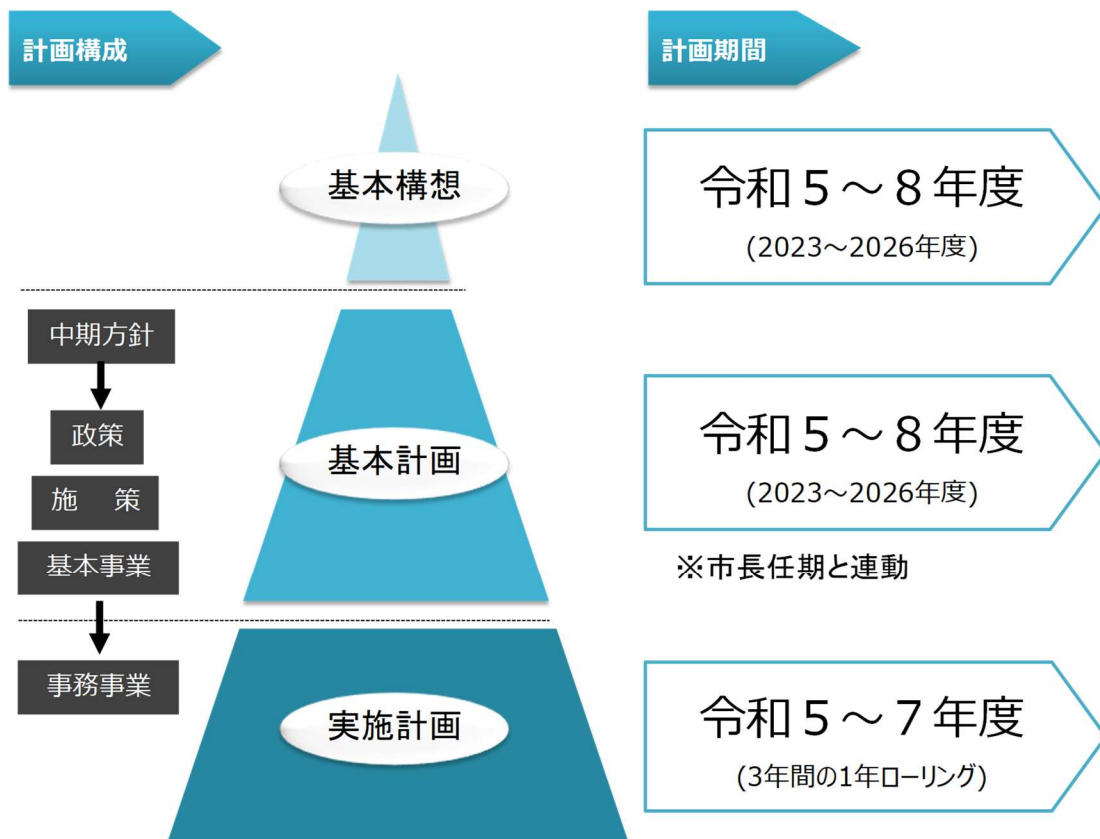 計画構成
計画期間
基本構想
令和５～８年度
(2023～2026年度)
中期方針
政策
施　策
基本事業
基本計画
令和５～８年度
(2023～2026年度)
※市長任期と連動
事務事業
実施計画
令和５～７年度
(3年間の1年ローリング)